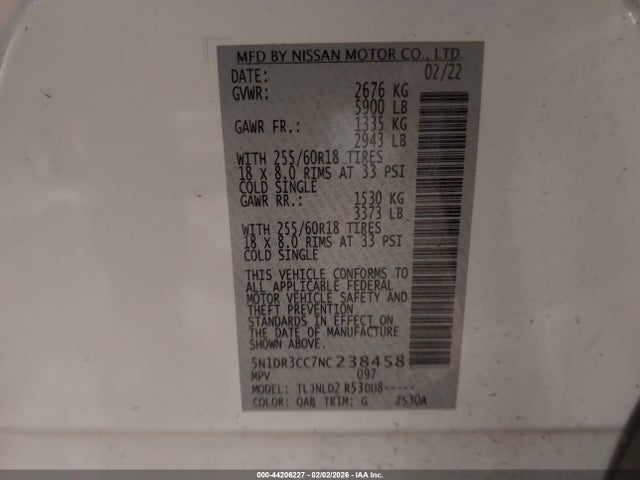 MFD BY NISSAN MOTOR CO., LTD.
DATE: 02/22
GVWR: 2676 KG
5900 LB
GAWR FR.: 1335 KG
2943 LB
WITH 255/60R18 TIRES
18 X 8.0 RIMS AT 33 PSI
COLD SINGLE
GAWR RR.: 1530 KG
3373 LB
WITH 255/60R18 TIRES
18 X 8.0 RIMS AT 33 PSI
COLD SINGLE
THIS VEHICLE CONFORMS TO
ALL APPLICABLE FEDERAL
MOTOR VEHICLE SAFETY AND
THEFT PREVENTION
STANDARDS IN EFFECT ON
THE DATE OF MANUFACTURE
SHOWN ABOVE.
5N1DR3CC7NC238458
MPV 097
MODEL: TLJNLD2 R53DU8-----
COLOR: QAB TRIM: G 2S30A
000-44206227 - 02/02/2026 - IAA Inc.